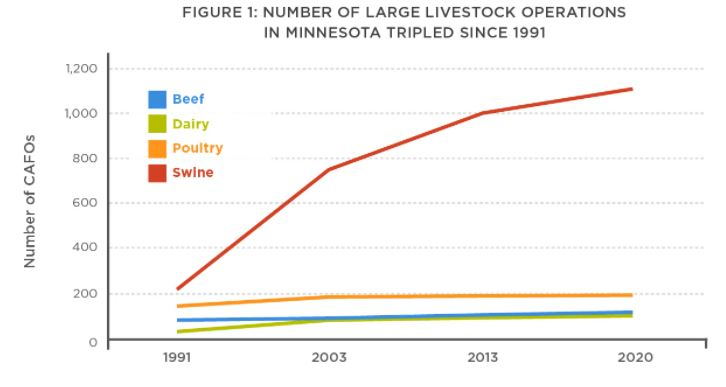 FIGURE 1: NUMBER OF LARGE LIVESTOCK OPERATIONS
IN MINNESOTA TRIPLED SINCE 1991
Number of CAFOs
1,200
1,000
800
600
400
200
0
Beef
Dairy
Poultry
Swine
1991
2003
2013
2020